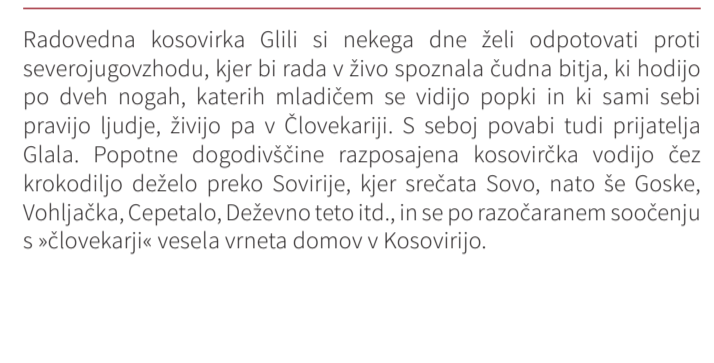 Radovedna kosovirka Glili si nekega dne želi odpotovati proti
severojugovzhodu, kjer bi rada v živo spoznala čudna bitja, ki hodijo
po dveh nogah, katerih mladičem se vidijo popki in ki sami sebi
pravijo ljudje, živijo pa v Človekariji. S seboj povabi tudi prijatelja
Glala. Popotne dogodivščine razposajena kosovirčka vodijo čez
krokodiljo deželo preko Sovirije, kjer srečata Sovo, nato še Goske,
Vohljačka, Cepetalo, Deževno teto itd., in se po razočaranem soočenju
s »človekarji« vesela vrneta domov v Kosovirijo.